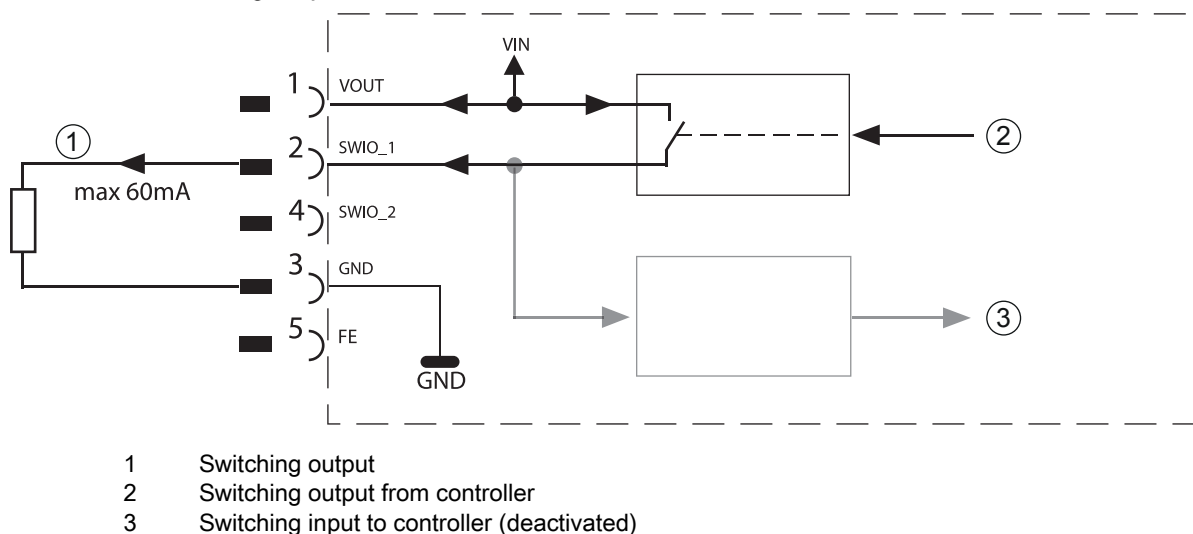 VIN
1 VOUT
① ②
2 SWIO_1
max 60mA
4 SWIO_2
3 GND
③
5 FE
GND
1 Switching output
2 Switching output from controller
3 Switching input to controller (deactivated)